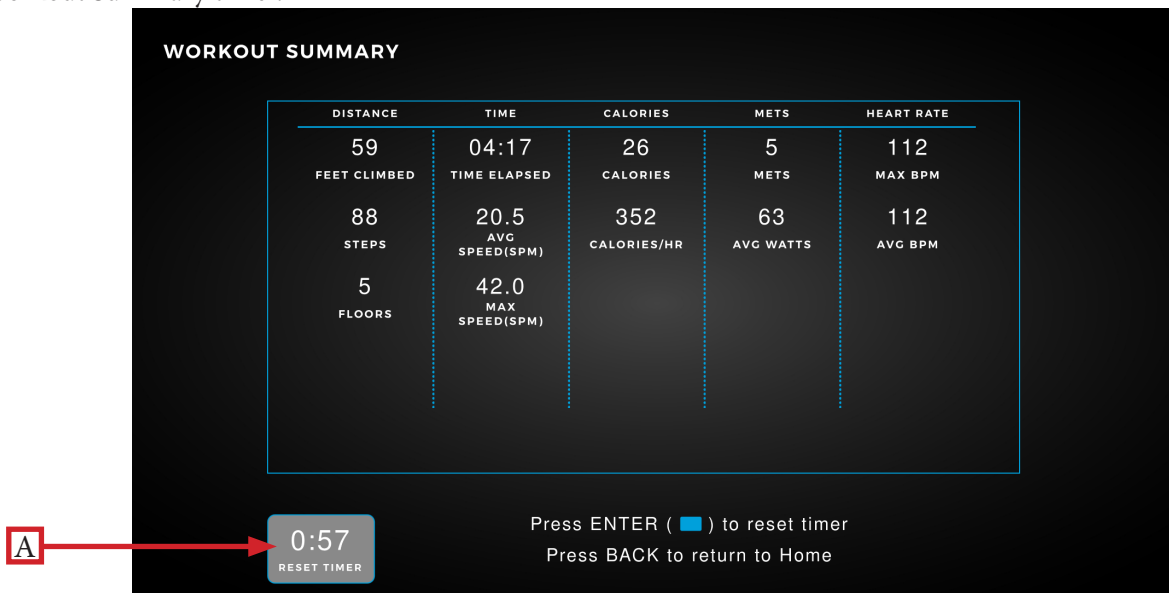 WORKOUT SUMMARY
DISTANCE TIME CALORIES METS HEART RATE
59 04:17 26 5 112
FEET CLIMBED TIME ELAPSED CALORIES METS MAX BPM
88 20.5 352 63 112
STEPS AVG SPEED(SPM) CALORIES/HR AVG WATTS AVG BPM
5 42.0
FLOORS MAX SPEED(SPM)
A
0:57
RESET TIMER
Press ENTER ( ) to reset timer
Press BACK to return to Home